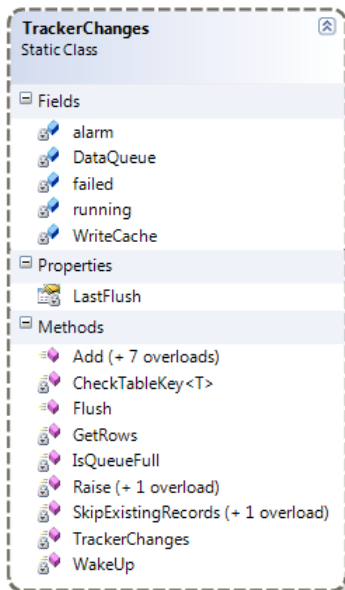 TrackerChanges
Static Class
Fields
alarm
DataQueue
failed
running
WriteCache
Properties
LastFlush
Methods
Add (+ 7 overloads)
CheckTableKey<T>
Flush
GetRows
IsQueueFull
Raise (+ 1 overload)
SkipExistingRecords (+ 1 overload)
TrackerChanges
WakeUp